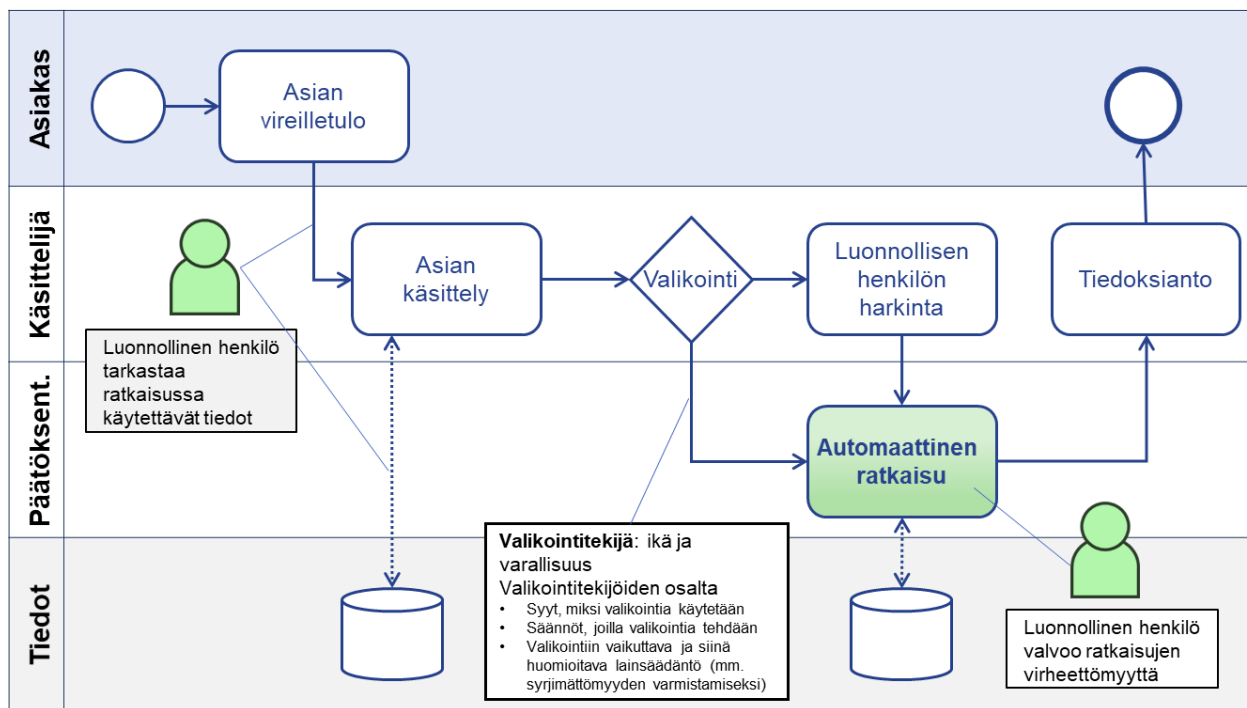 Asiakas
Asian
vireilletulo
Käsittelijä
Asian
käsittely
Valikointi
Luonnollisen
henkilön
harkinta
Tiedoksianto
Luonnollinen henkilö
tarkastaa
ratkaisussa
käytettävät tiedot
Päätöksent.
Automaattinen
ratkaisu
Tiedot
Valikointitekijä: ikä ja
varallisuus
Valikointitekijöiden osalta
• Syyt, miksi valikointia käytetään
• Säännöt, joilla valikointia tehdään
• Valikointiin vaikuttava ja siinä
huomioitava lainsäädäntö (mm.
syrjimättömyyden varmistamiseksi)
Luonnollinen henkilö
valvoo ratkaisujen
virheettömyyttä